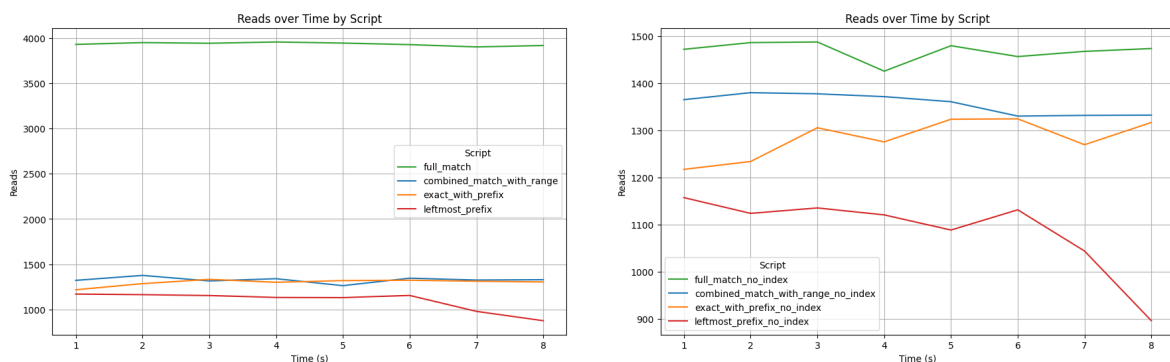 Reads over Time by Script
4000
3500
3000
2500
2000
1500
1000
Reads
Script
full_match
combined_match_with_range
exact_with_prefix
leftmost_prefix
1 2 3 4 5 6 7 8
Time (s)
Reads over Time by Script
1500
1400
1300
1200
1100
1000
900
Reads
Script
full_match_no_index
combined_match_with_range_no_index
exact_with_prefix_no_index
leftmost_prefix_no_index
1 2 3 4 5 6 7 8
Time (s)